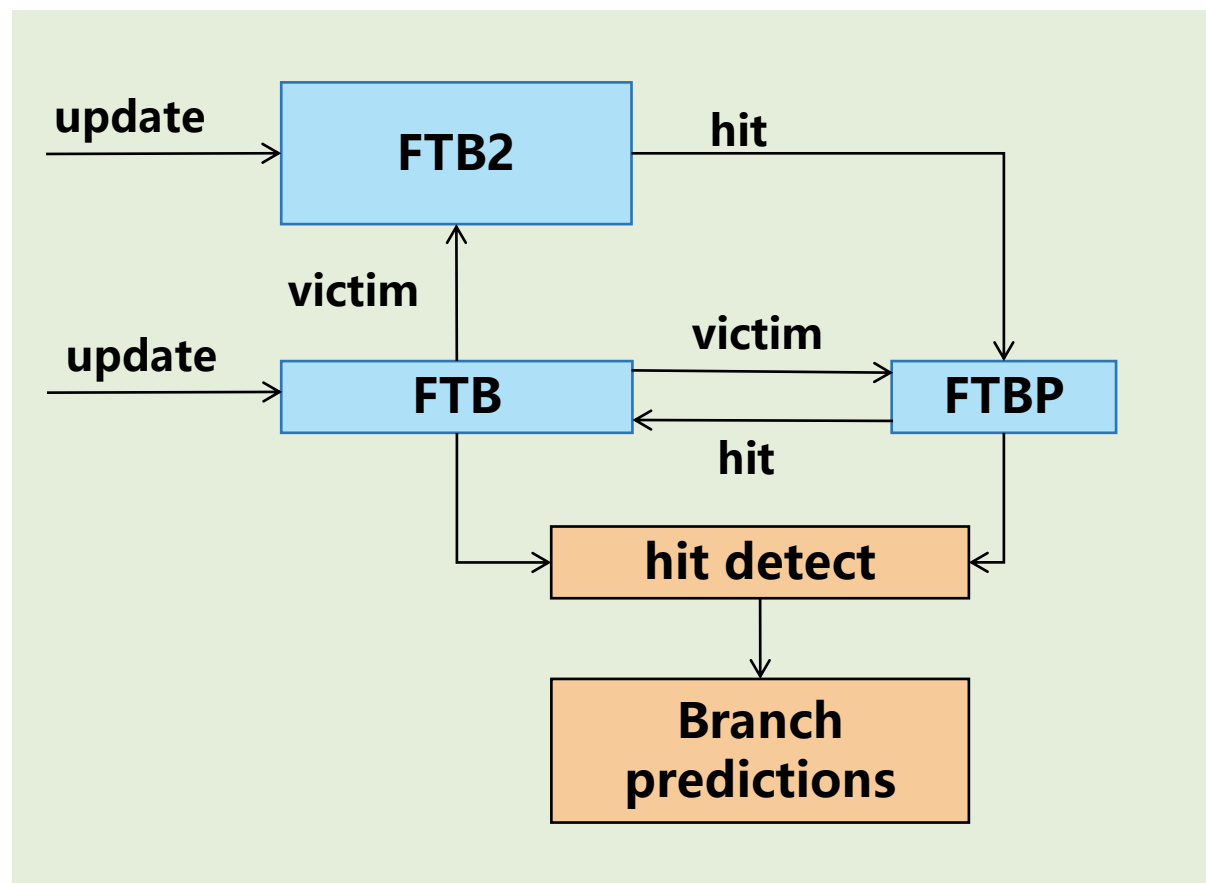 update
FTB2
hit
victim
update
FTB
victim
FTBP
hit
hit detect
Branch
predictions